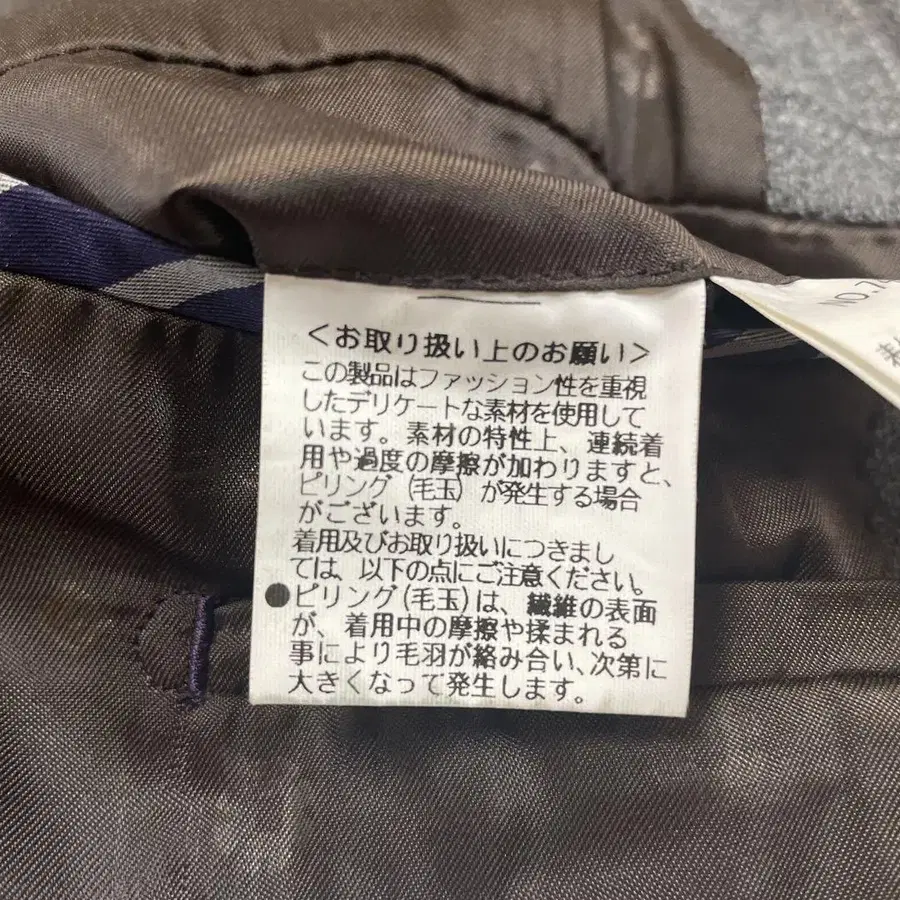 <お取り扱い上のお願い>
この製品はファッション性を重視
したデリケートな素材を使用して
います。素材の特性上、連続着
用や過度の摩擦が加わりますと、
ピリング(毛玉)が発生する場合
がございます。
着用及びお取り扱いにつきまし
ては、以下の点にご注意ください。
●ピリング(毛玉)は、繊維の表面
が、着用中の摩擦や揉まれる
事により毛羽が絡み合い、次第に
大きくなって発生します。
NO.7